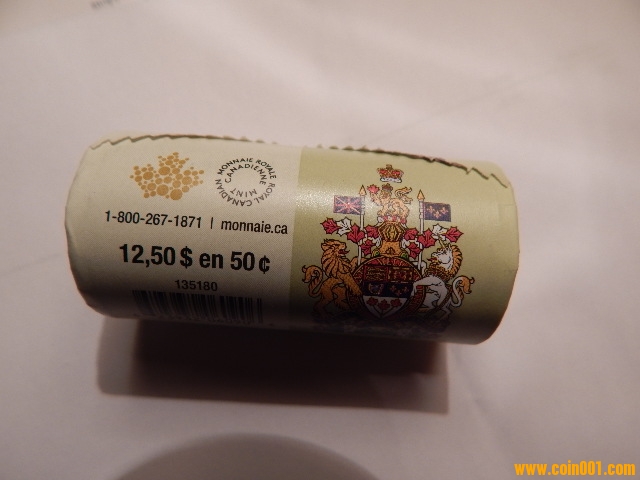 MONNAIE ROYALE CANADIENNE
ROYAL CANADIAN MINT
1-800-267-1871 | monnaie.ca
12,50 $ en 50 ¢
135180
www.coin001.com